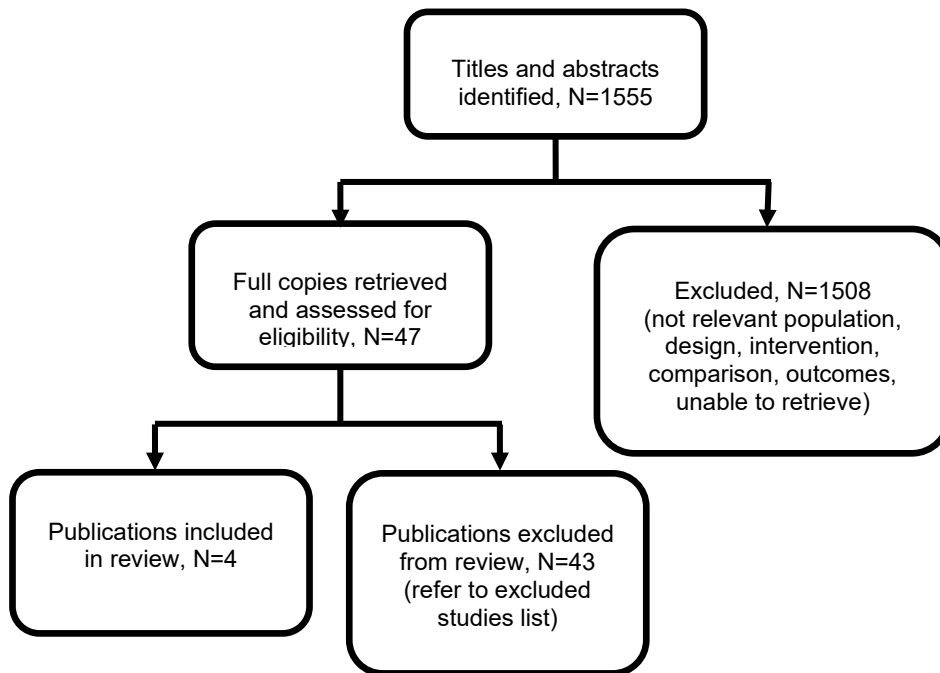 Titles and abstracts
identified, N=1555
Full copies retrieved
and assessed for
eligibility, N=47
Excluded, N=1508
(not relevant population,
design, intervention,
comparison, outcomes,
unable to retrieve)
Publications included
in review, N=4
Publications excluded
from review, N=43
(refer to excluded
studies list)